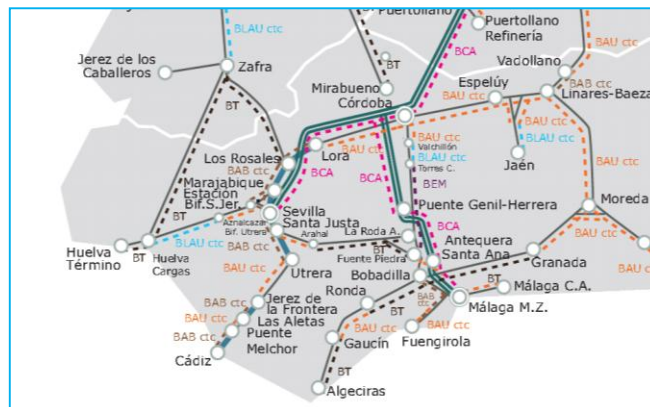 Puertollano
Puertollano
Refinería
BLAU ctc
BCA
BAU ctc
Jerez de los
Caballeros
Zafra
BT
Vadollano
Mirabueno
Córdoba
Espelúy
BAB ctc
BAU ctc
Linares-Baeza
BT
BT
Los Rosales
Lora
BAU ctc
BAU ctc
Valchillón
BLAU ctc
Torres C.
BLAU ctc
Jaén
BAU ctc
BAB ctc
Marajabique
Estación
Bif.S.Jer.
BCA
BCA
BEM
Puente Genil-Herrera
Moreda
BT
Aznalcazar
Bif. Utrera
Sevilla
Santa Justa
La Roda A.
BCA
Arahal
Antequera
Santa Ana
Huelva
Término
BT
Huelva
Cargas
BLAU ctc
BAB ctc
BT
Fuente Piedra
BT
Granada
BAU ctc
Utrera
Bobadilla
BAU ctc
Ronda
BAB
ctc
BT
Málaga C.A.
Málaga M.Z.
BAB ctc
Jerez de
la Frontera
BAU ctc
Las Aletas
BAU ctc
BAU ctc
Puente
Melchor
BAB ctc
Gaucín
Fuengirola
Cádiz
BT
Algeciras